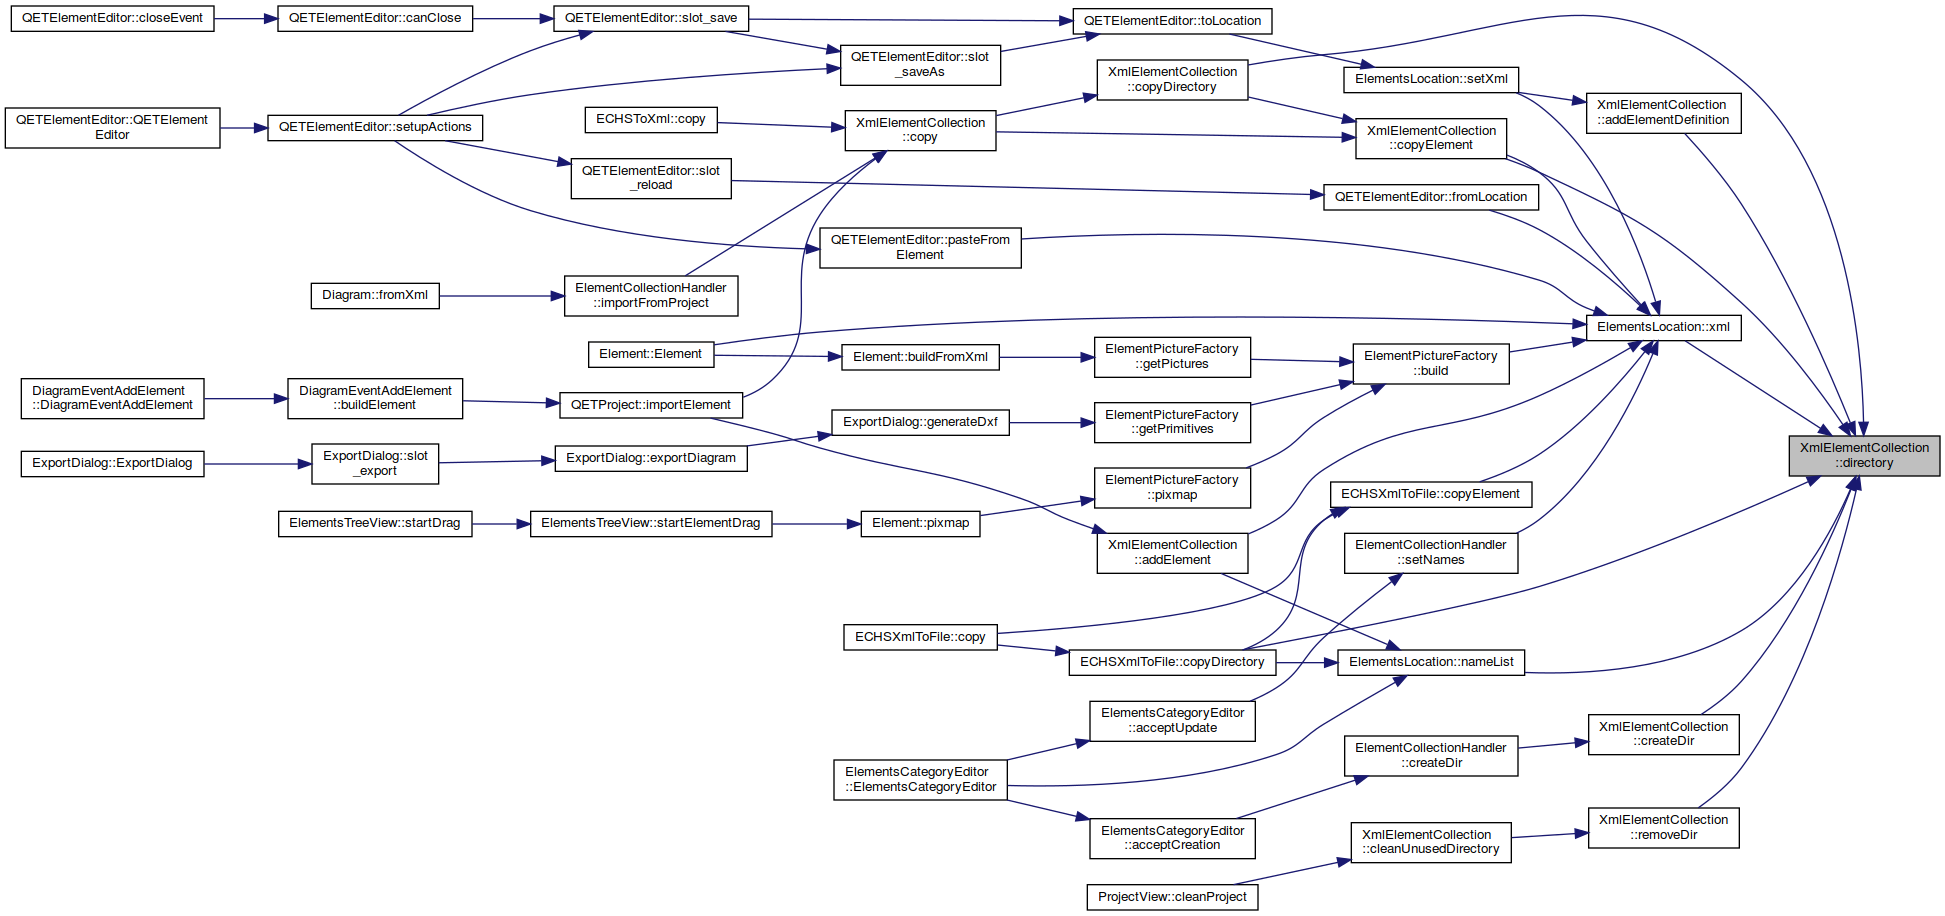 QETElementEditor::closeEvent
QETElementEditor::canClose
QETElementEditor::slot_save
QETElementEditor::toLocation
QETElementEditor::slot
_saveAs
XmlElementCollection
::copyDirectory
ElementsLocation::setXml
XmlElementCollection
::addElementDefinition
QETElementEditor::QETElement
Editor
QETElementEditor::setupActions
ECHSToXml::copy
XmlElementCollection
::copy
XmlElementCollection
::copyElement
QETElementEditor::slot
_reload
QETElementEditor::fromLocation
QETElementEditor::pasteFrom
Element
Diagram::fromXml
ElementCollectionHandler
::importFromProject
ElementsLocation::xml
Element::Element
Element::buildFromXml
ElementPictureFactory
::getPictures
ElementPictureFactory
::build
DiagramEventAddElement
::DiagramEventAddElement
DiagramEventAddElement
::buildElement
QETProject::importElement
ExportDialog::generateDxf
ElementPictureFactory
::getPrimitives
ExportDialog::ExportDialog
ExportDialog::slot
_export
ExportDialog::exportDiagram
XmlElementCollection
::directory
ElementPictureFactory
::pixmap
ECHSXmlToFile::copyElement
ElementsTreeView::startDrag
ElementsTreeView::startElementDrag
Element::pixmap
XmlElementCollection
::addElement
ElementCollectionHandler
::setNames
ECHSXmlToFile::copy
ECHSXmlToFile::copyDirectory
ElementsLocation::nameList
ElementsCategoryEditor
::acceptUpdate
XmlElementCollection
::createDir
ElementCollectionHandler
::createDir
ElementsCategoryEditor
::ElementsCategoryEditor
ElementsCategoryEditor
::acceptCreation
XmlElementCollection
::cleanUnusedDirectory
XmlElementCollection
::removeDir
ProjectView::cleanProject